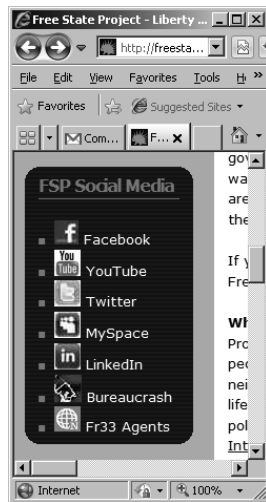 Free State Project - Liberty ...
http://freesta...
File Edit View Favorites Tools H »
Favorites Suggested Sites
Com... F... X
gov
wa
are
the
FSP Social Media
f Facebook
You Tube YouTube
Twitter
If y
Fre
MySpace
in LinkedIn
Bureaucrash
Fr33 Agents
Wh
Pro
peo
nei
life
pol
Int
Internet 100%